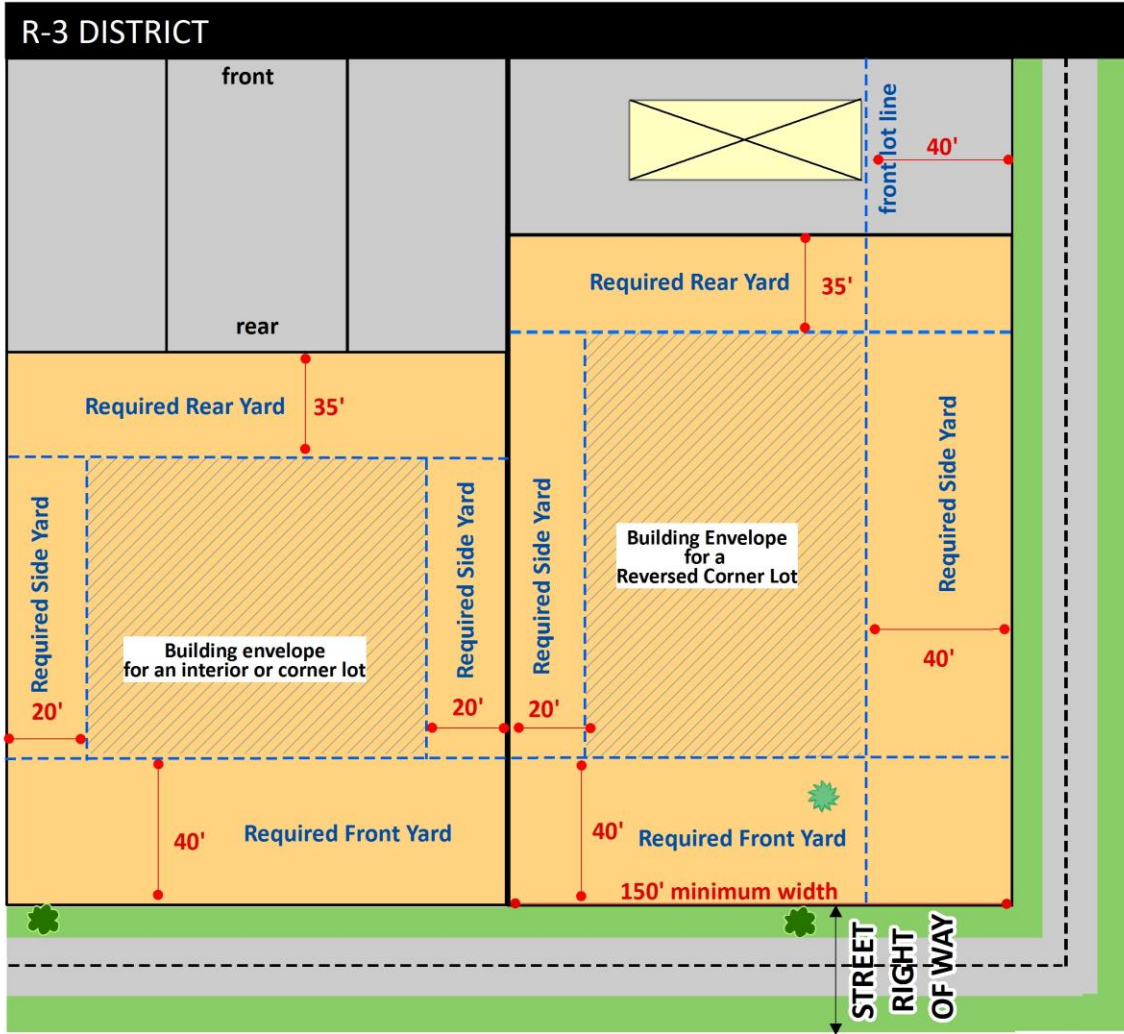 R-3 DISTRICT
front
rear
front lot line
40'
Required Rear Yard
35'
Required Rear Yard
35'
Required Side Yard
Required Side Yard
Building envelope
for an interior or corner lot
20'
20'
Required Side Yard
Building Envelope
for a
Reversed Corner Lot
Required Side Yard
40'
20'
40'
Required Front Yard
40'
Required Front Yard
150' minimum width
STREET
RIGHT
OF WAY